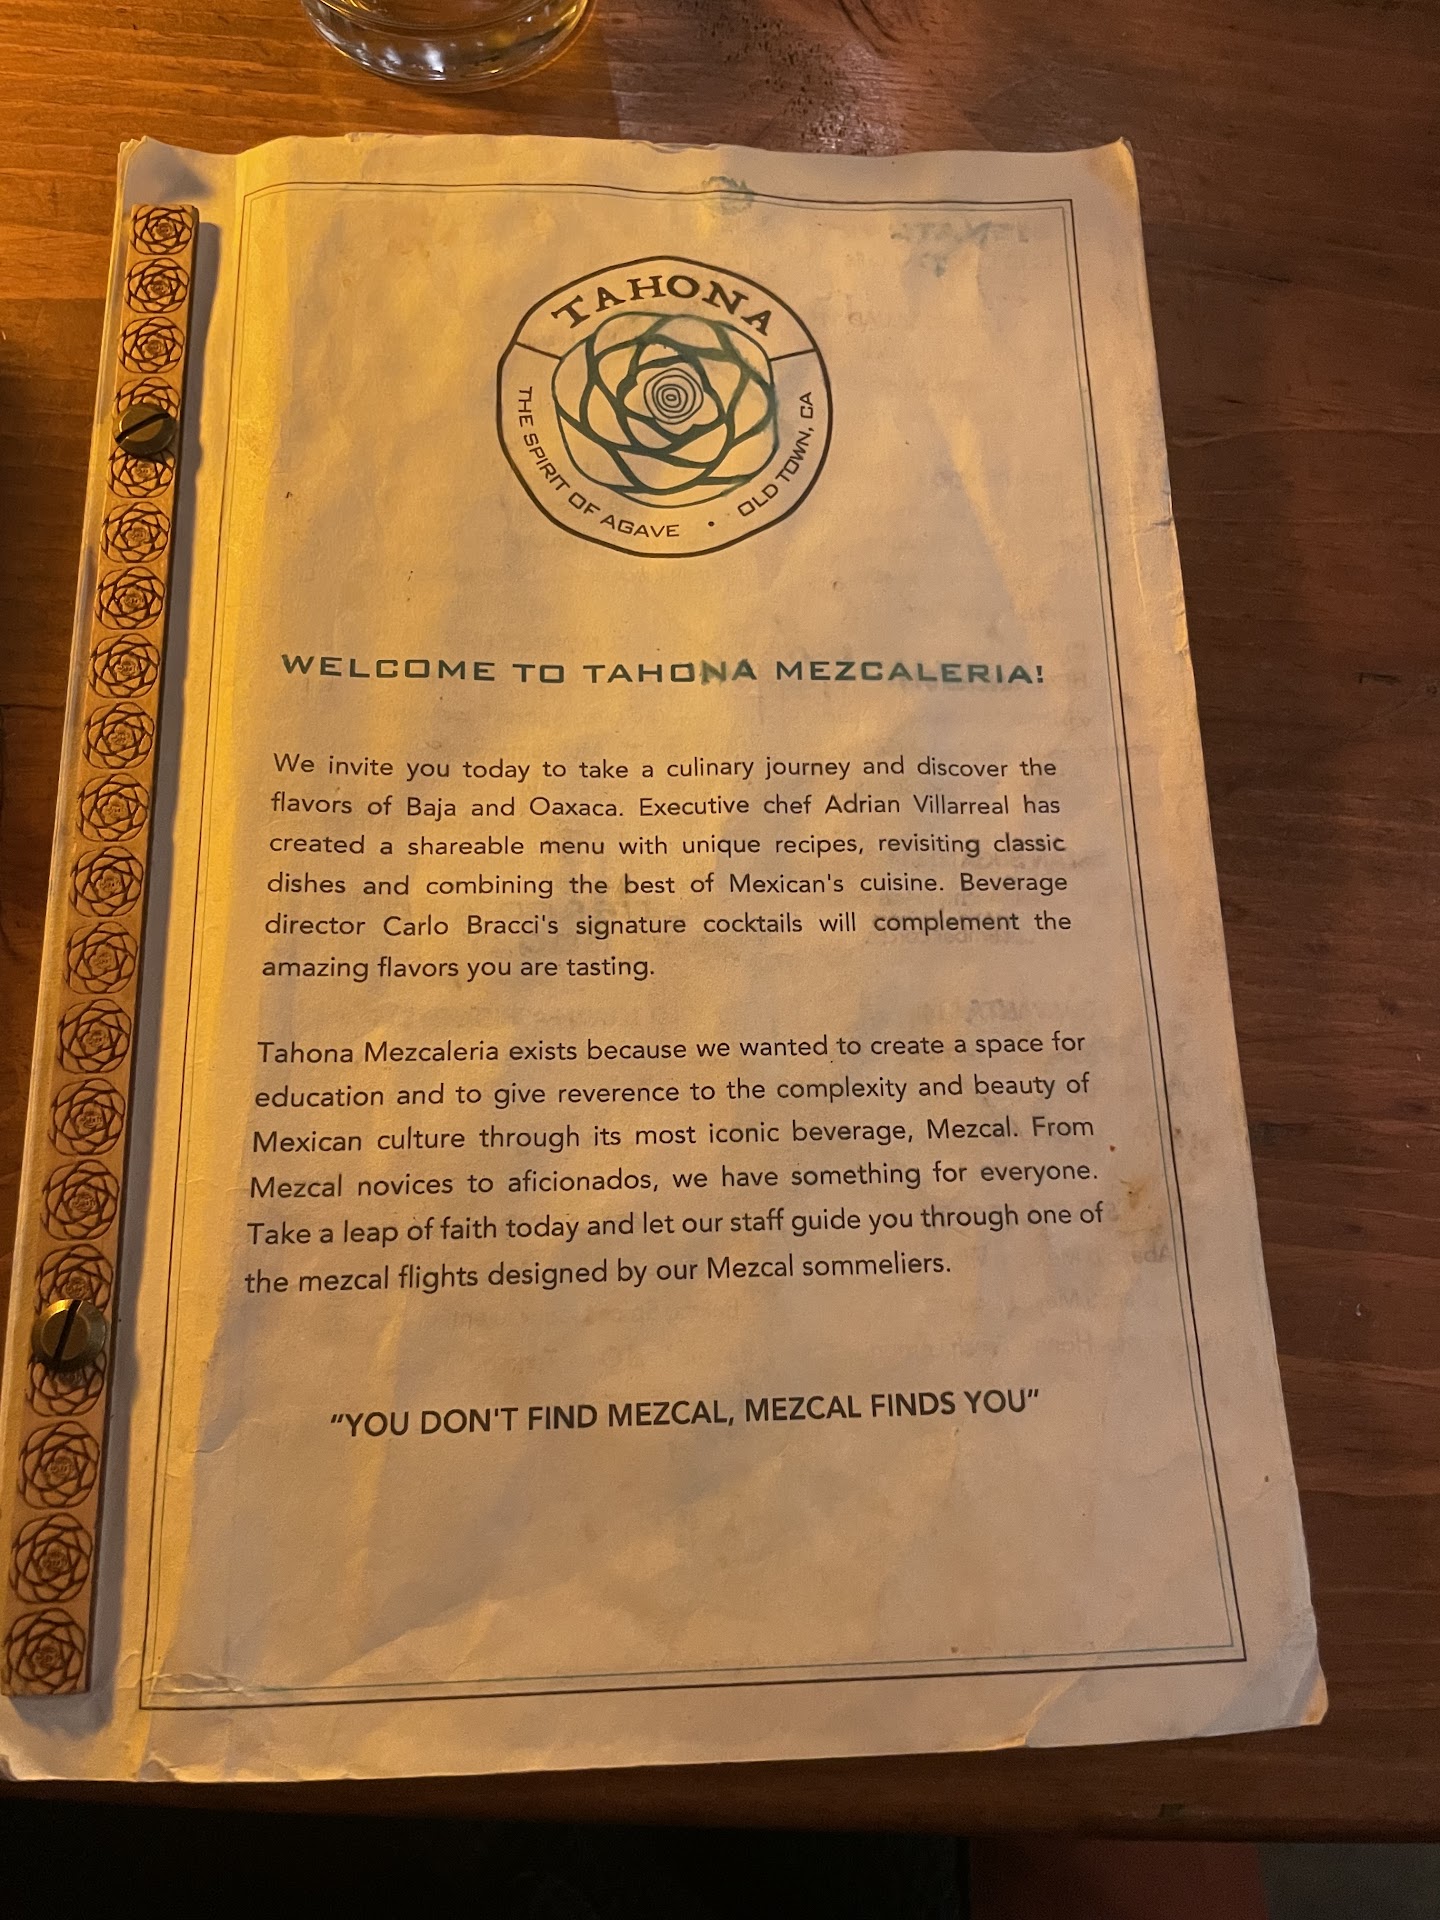 TAHONA
THE SPIRIT OF AGAVE • OLD TOWN, CA
WELCOME TO TAHONA MEZCALERIA!
We invite you today to take a culinary journey and discover the
flavors of Baja and Oaxaca. Executive chef Adrian Villarreal has
created a shareable menu with unique recipes, revisiting classic
dishes and combining the best of Mexican's cuisine. Beverage
director Carlo Bracci's signature cocktails will complement the
amazing flavors you are tasting.
Tahona Mezcaleria exists because we wanted to create a space for
education and to give reverence to the complexity and beauty of
Mexican culture through its most iconic beverage, Mezcal. From
Mezcal novices to aficionados, we have something for everyone.
Take a leap of faith today and let our staff guide you through one of
the mezcal flights designed by our Mezcal sommeliers.
“YOU DON'T FIND MEZCAL, MEZCAL FINDS YOU”